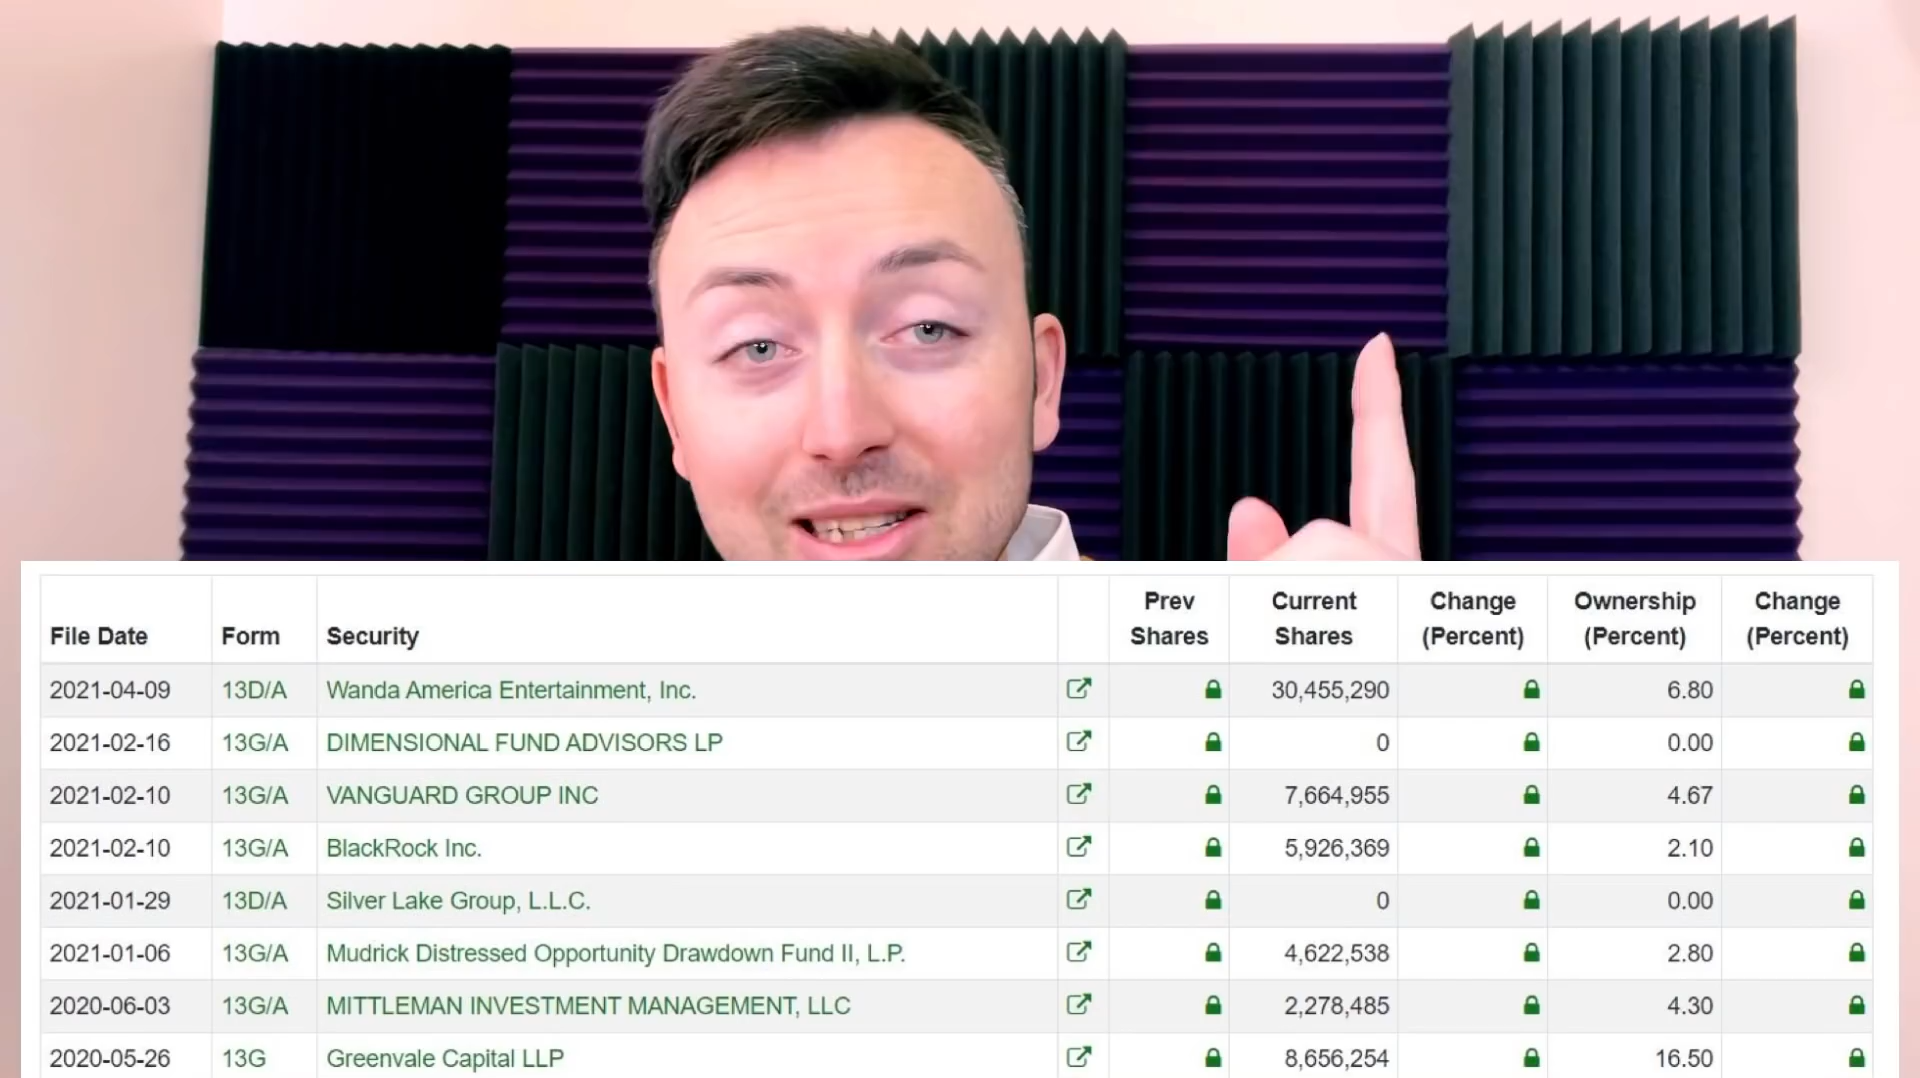 File Date Form Security Prev Shares Current Shares Change (Percent) Ownership (Percent) Change (Percent)
2021-04-09 13D/A Wanda America Entertainment, Inc. 30,455,290 6.80
2021-02-16 13G/A DIMENSIONAL FUND ADVISORS LP 0 0.00
2021-02-10 13G/A VANGUARD GROUP INC 7,664,955 4.67
2021-02-10 13G/A BlackRock Inc. 5,926,369 2.10
2021-01-29 13D/A Silver Lake Group, L.L.C. 0 0.00
2021-01-06 13G/A Mudrick Distressed Opportunity Drawdown Fund II, L.P. 4,622,538 2.80
2020-06-03 13G/A MITTLEMAN INVESTMENT MANAGEMENT, LLC 2,278,485 4.30
2020-05-26 13G Greenvale Capital LLP 8,656,254 16.50